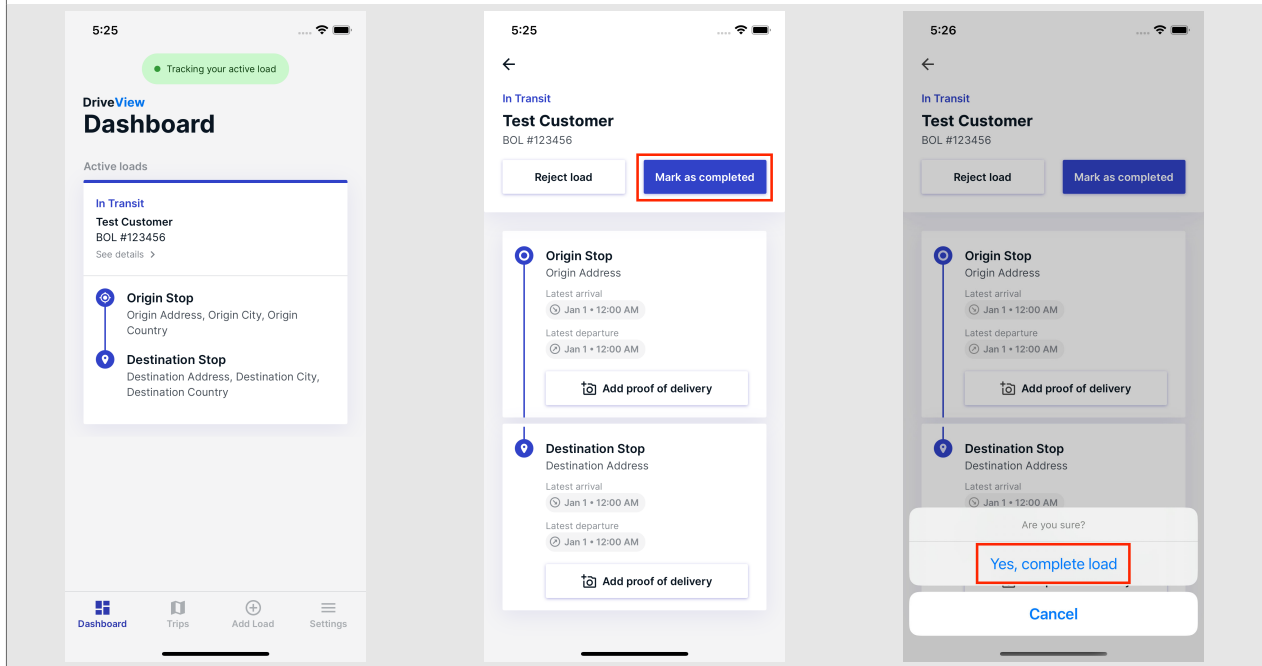 5:25
Tracking your active load
DriveView
Dashboard
Active loads
In Transit
Test Customer
BOL #123456
See details
Origin Stop
Origin Address, Origin City, Origin
Country
Destination Stop
Destination Address, Destination City,
Destination Country
Dashboard
Trips
Add Load
Settings
5:25
In Transit
Test Customer
BOL #123456
Reject load
Mark as completed
Origin Stop
Origin Address
Latest arrival
Jan 1 • 12:00 AM
Latest departure
Jan 1 • 12:00 AM
Add proof of delivery
Destination Stop
Destination Address
Latest arrival
Jan 1 • 12:00 AM
Latest departure
Jan 1 • 12:00 AM
Add proof of delivery
5:26
In Transit
Test Customer
BOL #123456
Reject load
Mark as completed
Origin Stop
Origin Address
Latest arrival
Jan 1 • 12:00 AM
Latest departure
Jan 1 • 12:00 AM
Add proof of delivery
Destination Stop
Destination Address
Latest arrival
Jan 1 • 12:00 AM
Are you sure?
Yes, complete load
Cancel